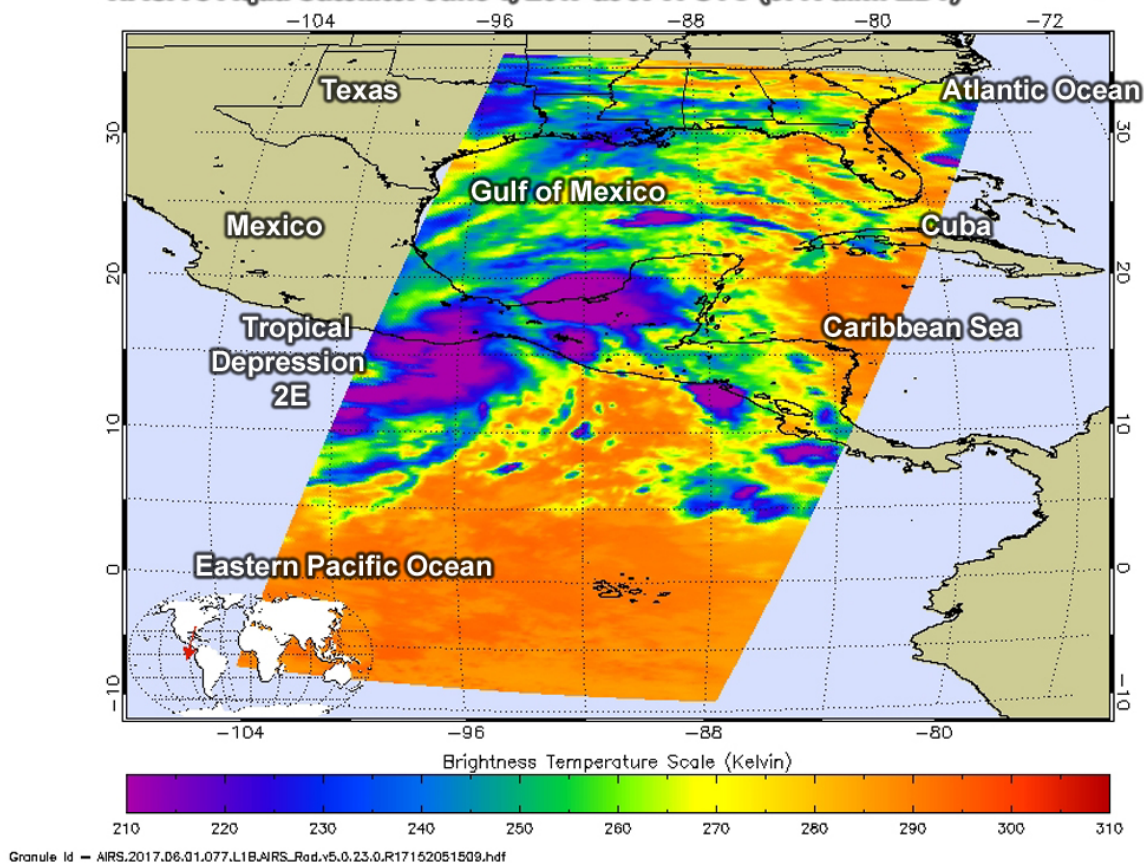 −104 −96 −88 −80 −72
Texas
Atlantic Ocean
30 30
Gulf of Mexico
Mexico
Cuba
20 20
Tropical
Depression
2E
Caribbean Sea
10 10
Eastern Pacific Ocean
0 0
−10 −10
−104 −96 −88 −80
Brightness Temperature Scale (Kelvin)
210 220 230 240 250 260 270 280 290 300 310
Granule Id − AIRS.2017.06.01.077.L1B.AIRS_Rad.v5.0.23.0.R17152051509.hdf